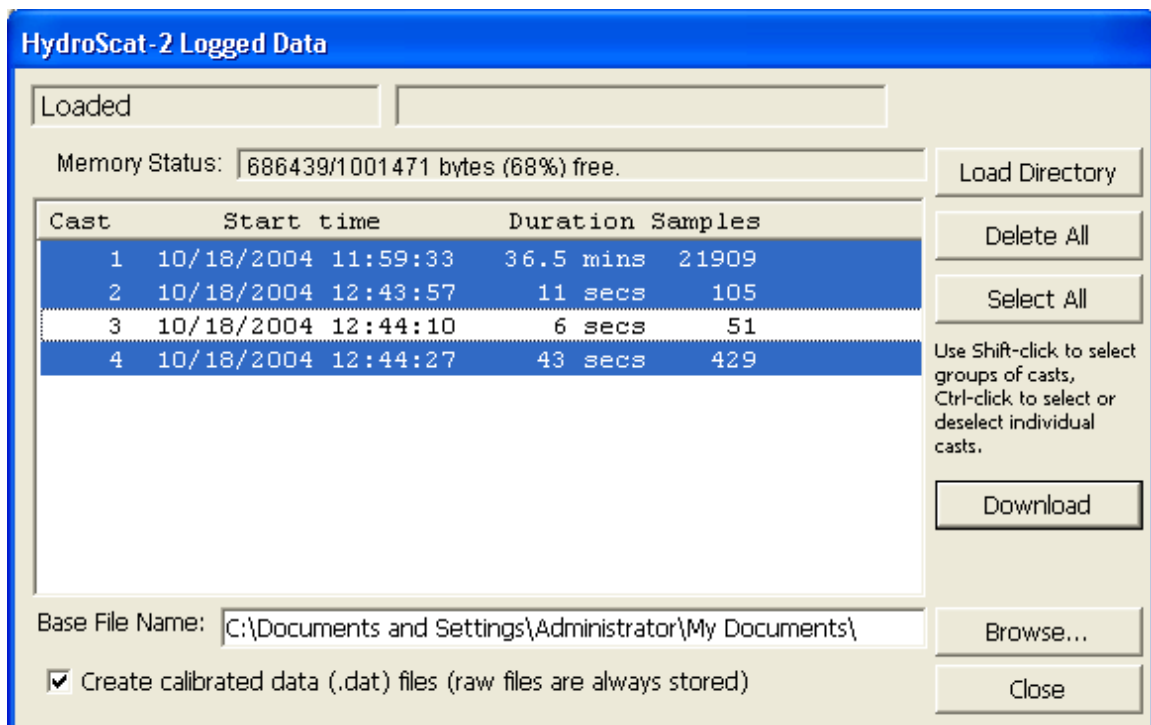 HydroScat-2 Logged Data
Loaded
Memory Status: 686439/1001471 bytes (68%) free.
Load Directory
Cast Start time Duration Samples
1 10/18/2004 11:59:33 36.5 mins 21909
2 10/18/2004 12:43:57 11 secs 105
3 10/18/2004 12:44:10 6 secs 51
4 10/18/2004 12:44:27 43 secs 429
Delete All
Select All
Use Shift-click to select
groups of casts,
Ctrl-click to select or
deselect individual
casts.
Download
Base File Name: C:\Documents and Settings\Administrator\My Documents\
Browse...
Create calibrated data (.dat) files (raw files are always stored)
Close